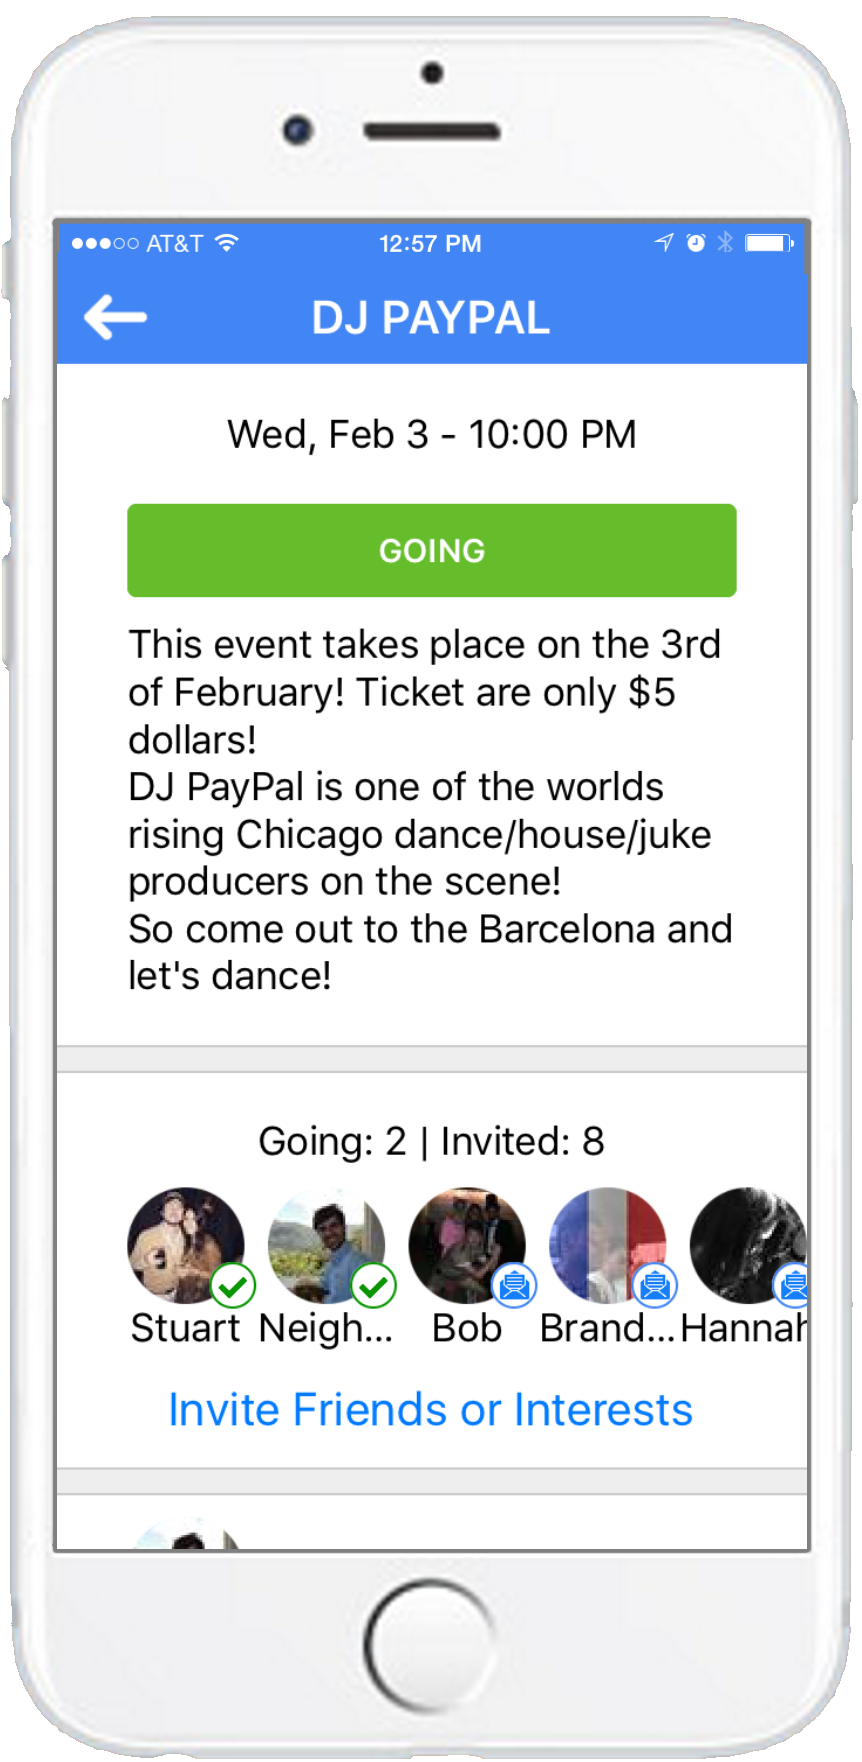 AT&T 12:57 PM
DJ PAYPAL
Wed, Feb 3 - 10:00 PM
GOING
This event takes place on the 3rd
of February! Ticket are only $5
dollars!
DJ PayPal is one of the worlds
rising Chicago dance/house/juke
producers on the scene!
So come out to the Barcelona and
let's dance!
Going: 2 | Invited: 8
Stuart Neigh... Bob Brand... Hannah
Invite Friends or Interests